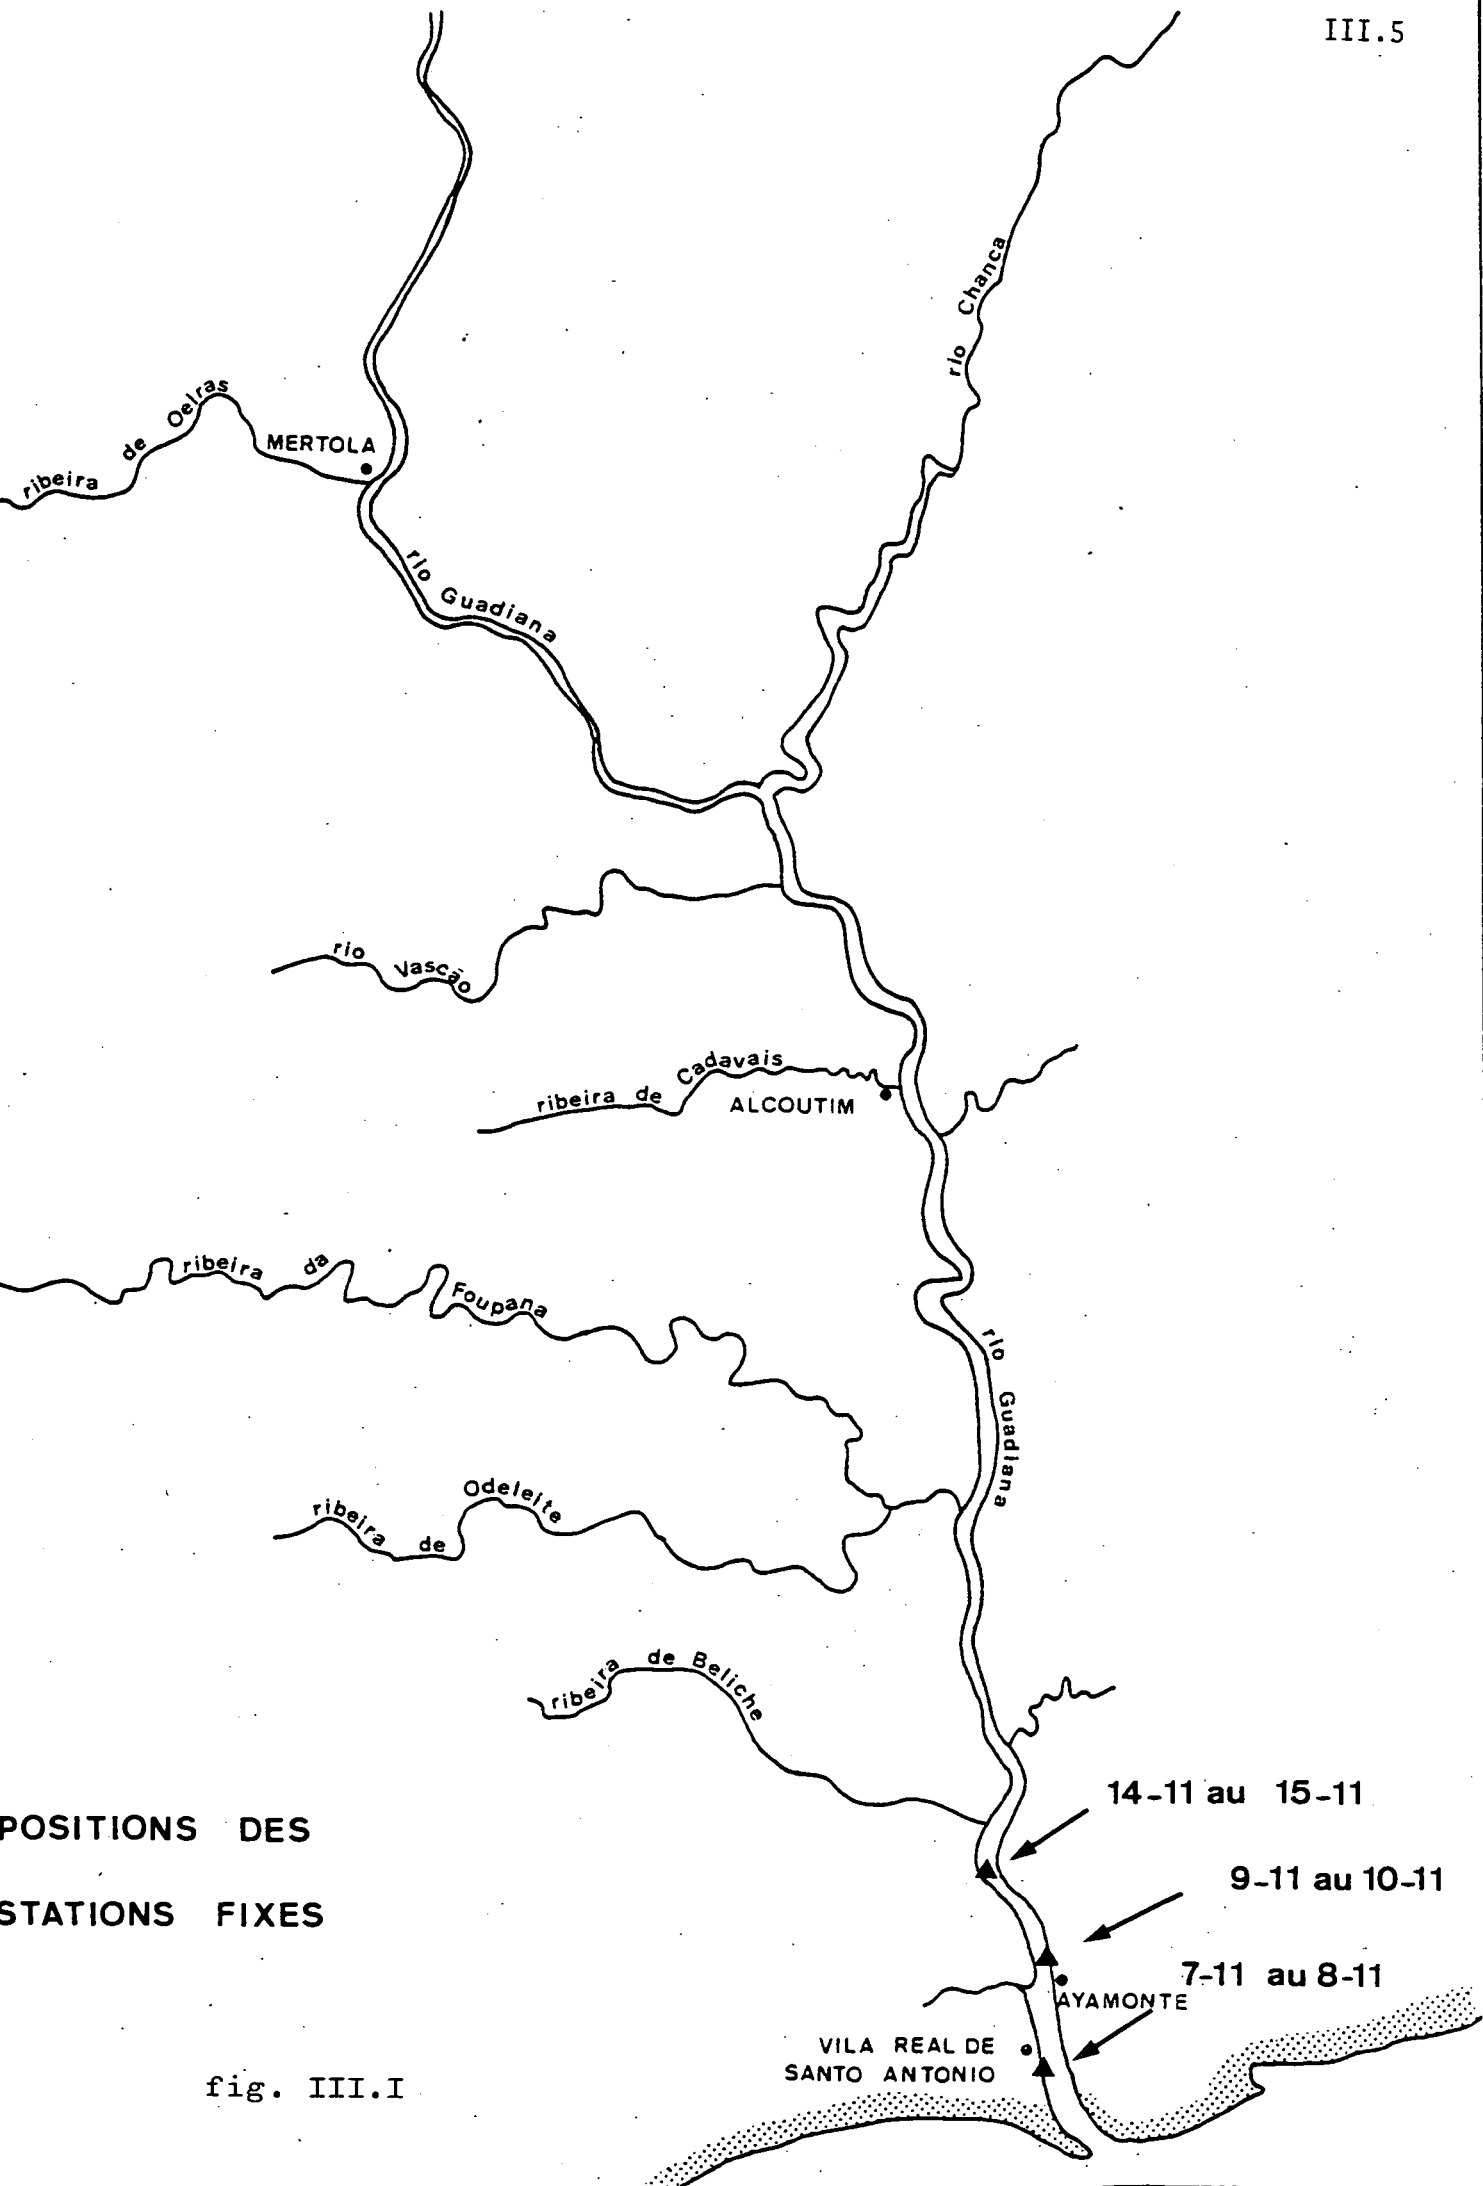 III.5
rio Chanca
ribeira de Oeiras
MERTOLA
rio Guadiana
rio Vascão
ribeira de Cadavais
ALCOUTIM
ribeira da Foupana
rio Guadiana
ribeira de Odeleite
ribeira de Beliche
14-11 au 15-11
POSITIONS DES
9-11 au 10-11
STATIONS FIXES
7-11 au 8-11
AYAMONTE
VILA REAL DE
SANTO ANTONIO
fig. III.I